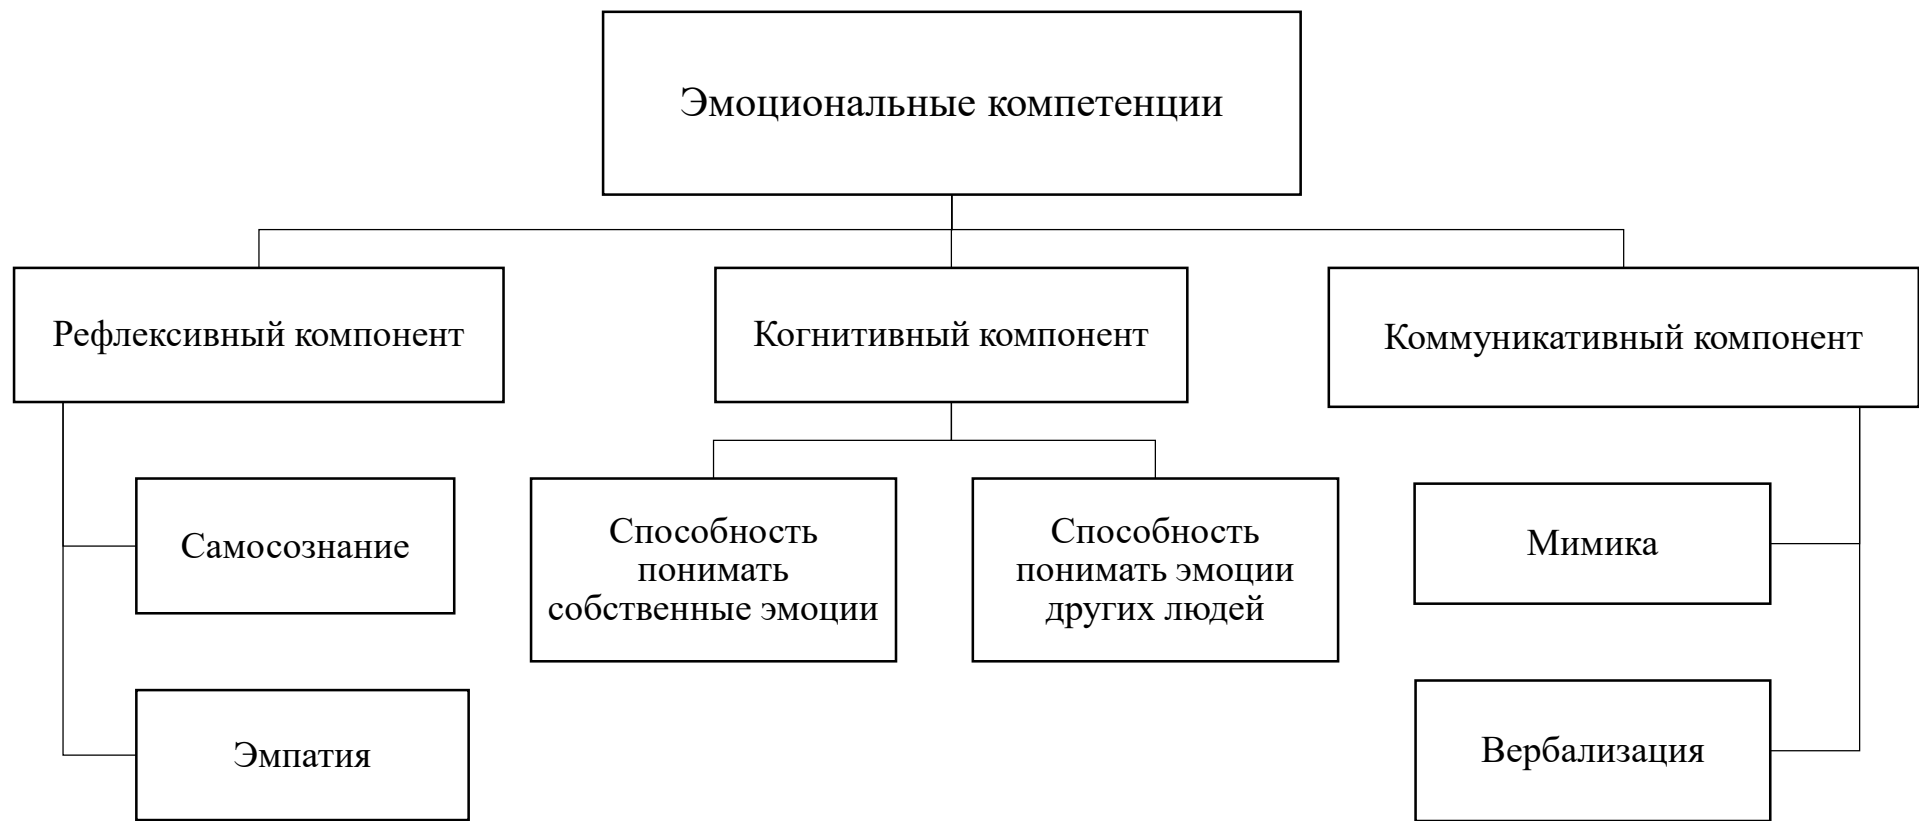 Эмоциональные компетенции
Рефлексивный компонент
Когнитивный компонент
Коммуникативный компонент
Самосознание
Способность
понимать
собственные эмоции
Способность
понимать эмоции
других людей
Мимика
Эмпатия
Вербализация